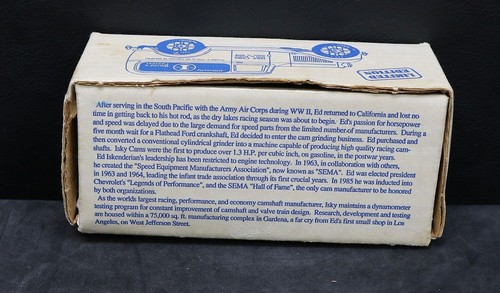 LIMITED
EDITION
After serving in the South Pacific with the Army Air Corps during WW II, Ed returned to California and lost no
time in getting back to his hot rod, as the dry lakes racing season was about to begin. Ed's passion for horsepower
and speed was delayed due to the large demand for speed parts from the limited number of manufacturers. During a
five month wait for a Flathead Ford crankshaft, Ed decided to enter the cam grinding business. Ed purchased and
then converted a conventional cylindrical grinder into a machine capable of producing high quality racing cam-
shafts. Isky Cams were the first to produce over 1.3 H.P. per cubic inch, on gasoline, in the postwar years.
Ed Iskenderian's leadership has been restricted to engine technology. In 1963, in collaboration with others,
he created the "Speed Equipment Manufacturers Association", now known as "SEMA". Ed was elected president
in 1963 and 1964, leading the infant trade association through its first crucial years. In 1985 he was inducted into
Chevrolet's "Legends of Performance", and the SEMA "Hall of Fame", the only cam manufacturer to be honored
by both organizations.
As the worlds largest racing, performance, and economy camshaft manufacturer, Isky maintains a dynamometer
testing program for constant improvement of camshaft and valve train design. Research, development and testing
are housed within a 75,000 sq. ft. manufacturing complex in Gardena, a far cry from Ed's first small shop in Los
Angeles, on West Jefferson Street.